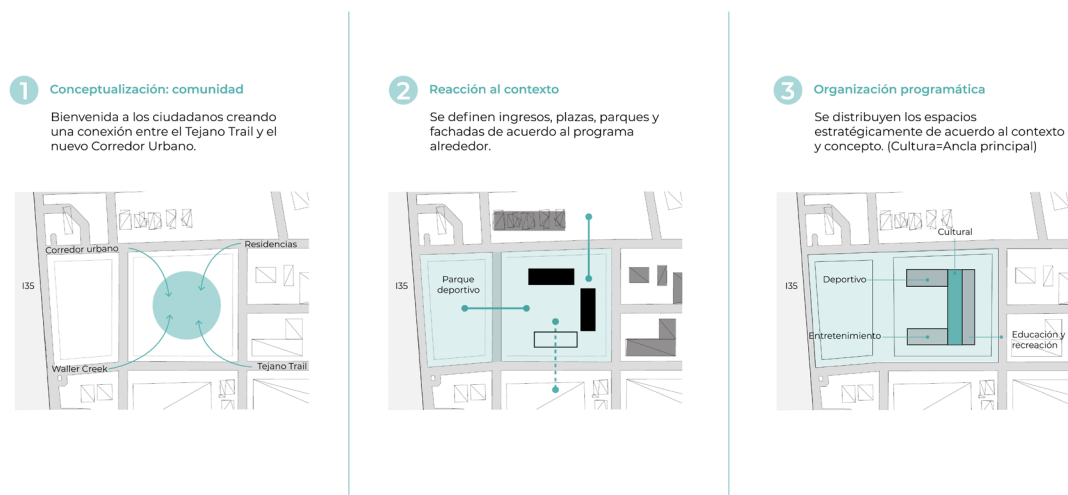 1 Conceptualización: comunidad
Bienvenida a los ciudadanos creando
una conexión entre el Tejano Trail y el
nuevo Corredor Urbano.
Corredor urbano
Residencias
I35
Waller Creek
Tejano Trail
2 Reacción al contexto
Se definen ingresos, plazas, parques y
fachadas de acuerdo al programa
alrededor.
I35
Parque
deportivo
3 Organización programática
Se distribuyen los espacios
estratégicamente de acuerdo al contexto
y concepto. (Cultura=Ancla principal)
Cultural
Deportivo
I35
Entretenimiento
Educación y
recreación